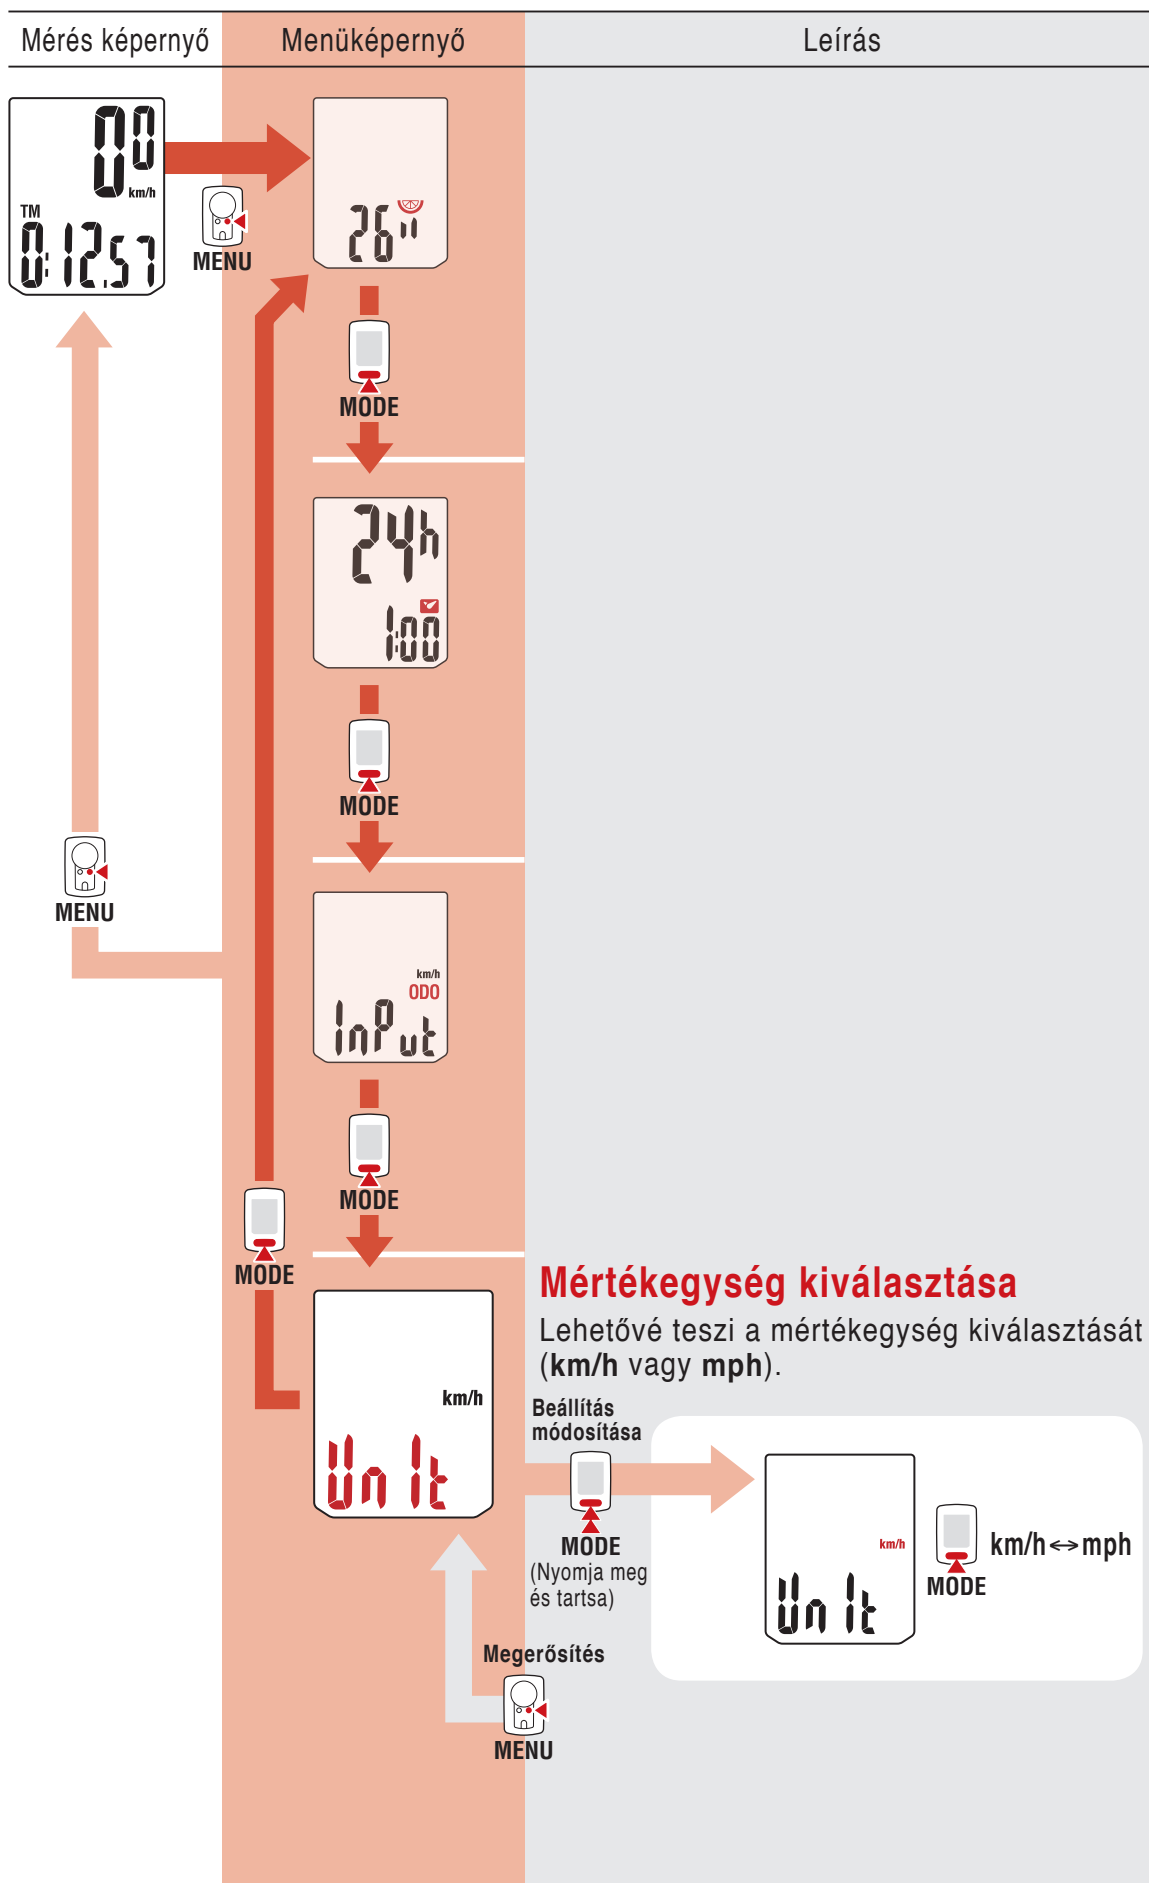 Mérés képernyő
Menüképernyő
Leírás
00
km/h
TM
0:12.57
MENU
26"
MODE
24h
1:00
MODE
MENU
km/h
ODO
InPut
MODE
MODE
Mértékegység kiválasztása
Lehetővé teszi a mértékegység kiválasztását
(km/h vagy mph).
km/h
Unit
Beállítás
módosítása
MODE
(Nyomja meg
és tartsa)
km/h
Unit
MODE
km/h↔mph
Megerősítés
MENU